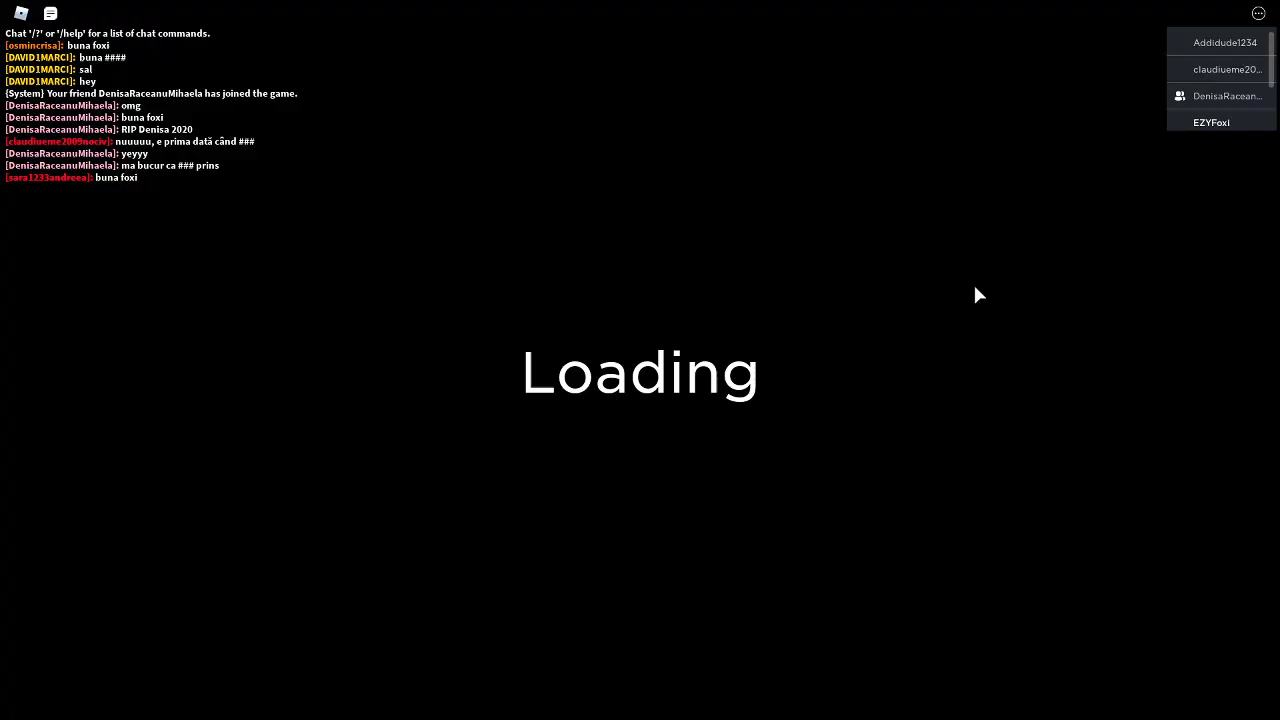 Chat '/?' or '/help' for a list of chat commands.
[osmincrisa]: buna foxi
[DAVID1MARCI]: buna ####
[DAVID1MARCI]: sal
[DAVID1MARCI]: hey
{System} Your friend DenisaRaceanuMihaela has joined the game.
[DenisaRaceanuMihaela]: omg
[DenisaRaceanuMihaela]: buna foxi
[DenisaRaceanuMihaela]: RIP Denisa 2020
[claudiueme2009nociv]: nuuuuu, e prima dată când ###
[DenisaRaceanuMihaela]: yeyyy
[DenisaRaceanuMihaela]: ma bucur ca ### prins
[sara1233andreea]: buna foxi
Addidude1234
claudiueme20...
DenisaRacean...
EZYFoxi
Loading